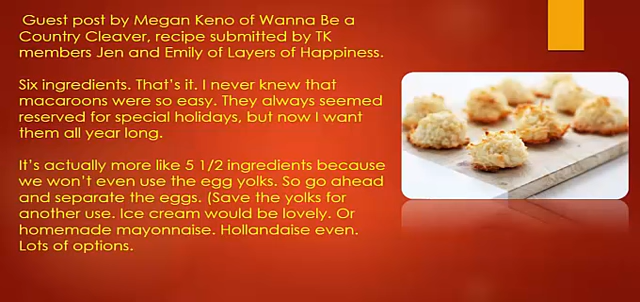 Guest post by Megan Keno of Wanna Be a
Country Cleaver, recipe submitted by TK
members Jen and Emily of Layers of Happiness.
Six ingredients. That’s it. I never knew that
macaroons were so easy. They always seemed
reserved for special holidays, but now I want
them all year long.
It’s actually more like 5 1/2 ingredients because
we won’t even use the egg yolks. So go ahead
and separate the eggs. (Save the yolks for
another use. Ice cream would be lovely. Or
homemade mayonnaise. Hollandaise even.
Lots of options.